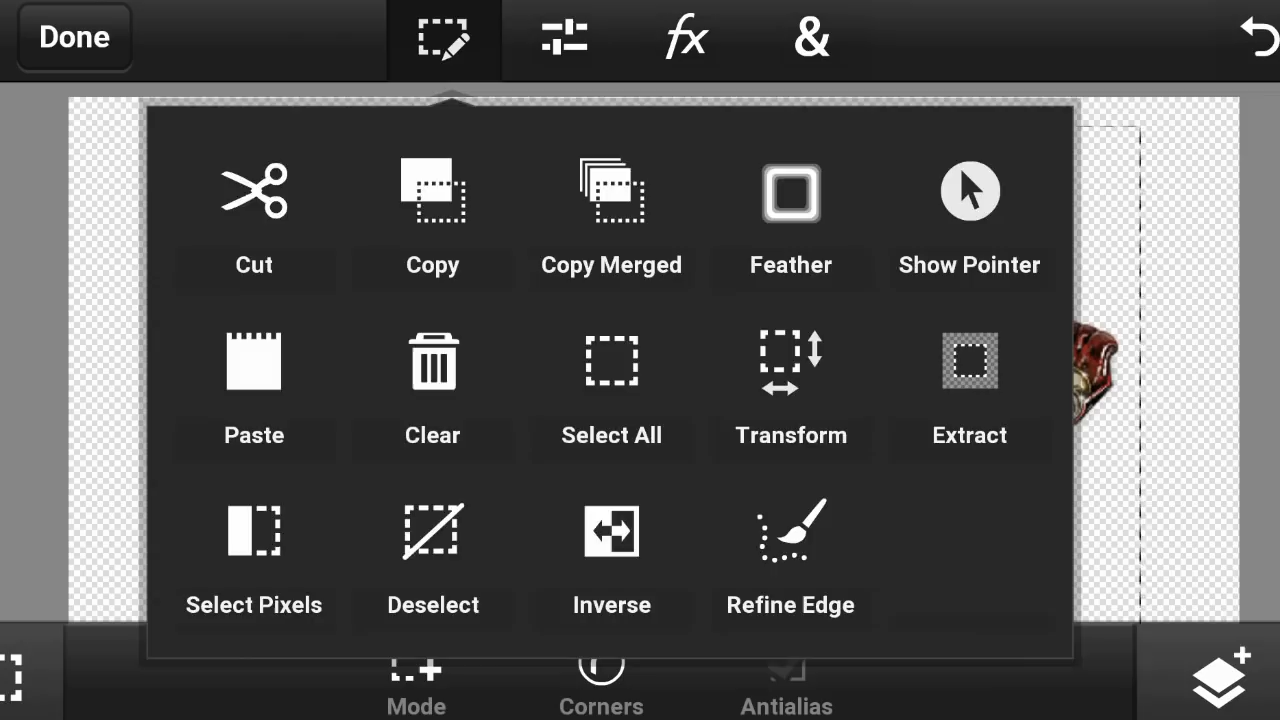 Done
fx
&
Cut
Copy
Copy Merged
Feather
Show Pointer
Paste
Clear
Select All
Transform
Extract
Select Pixels
Deselect
Inverse
Refine Edge
Mode
Corners
Antialias